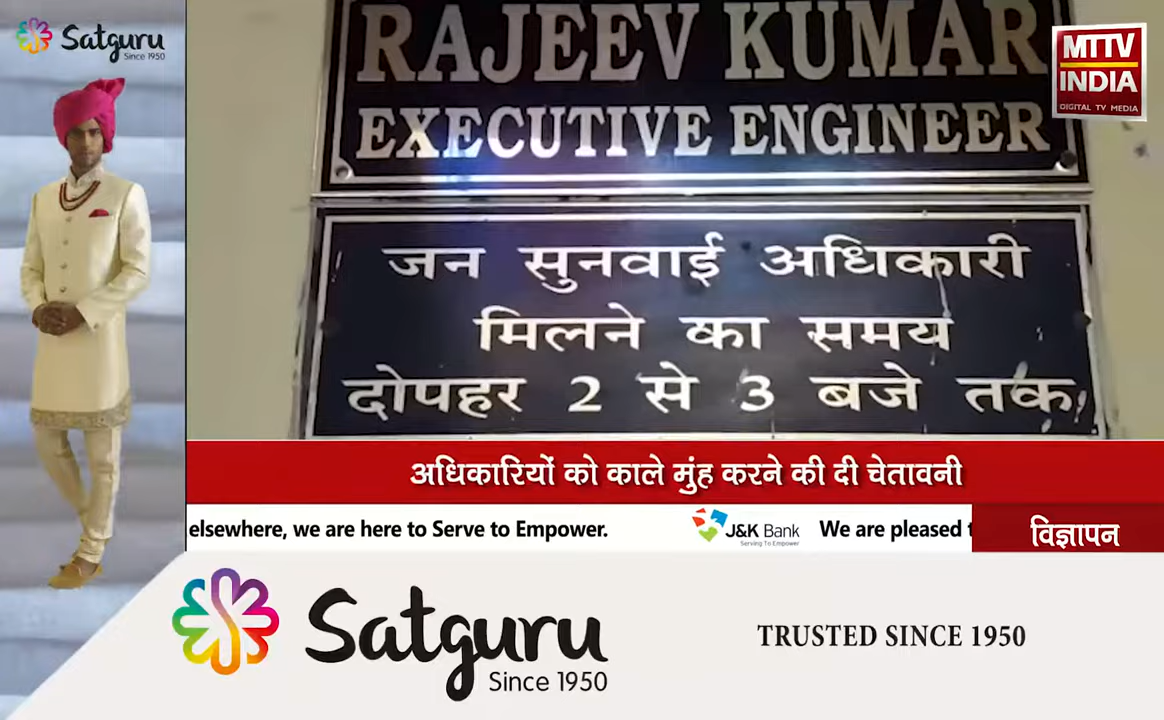 Satguru
Since 1950
RAJEEV KUMAR
EXECUTIVE ENGINEER
MTTV
INDIA
DIGITAL TV MEDIA
जन सुनवाई अधिकारी
मिलने का समय
दोपहर 2 से 3 बजे तक
अधिकारियों को काले मुंह करने की दी चेतावनी
elsewhere, we are here to Serve to Empower.
J&K Bank
Serving To Empower
We are pleased
विज्ञापन
Satguru
Since 1950
TRUSTED SINCE 1950